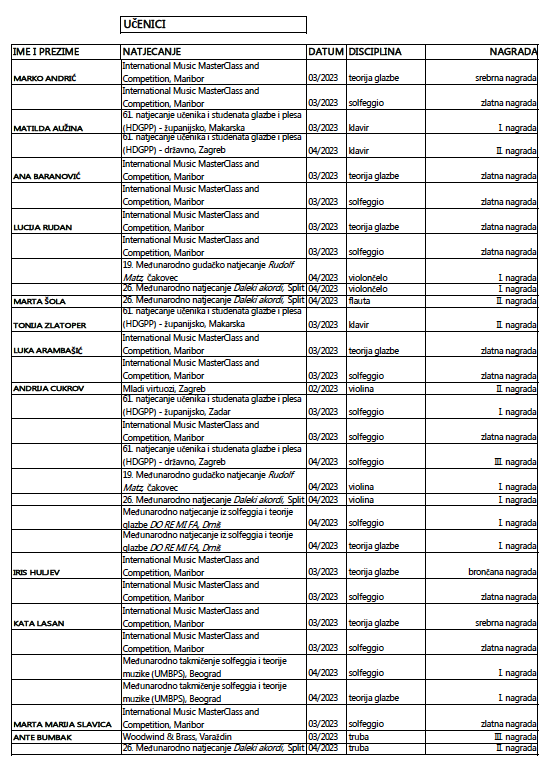 UČENICI
IME I PREZIME NATJECANJE DATUM DISCIPLINA NAGRADA
International Music MasterClass and
MARKO ANDRIĆ Competition, Maribor 03/2023 teorija glazbe srebrna nagrada
International Music MasterClass and
Competition, Maribor 03/2023 solfeggio zlatna nagrada
61. natjecanje učenika i studenata glazbe i plesa
MATILDA AUŽINA (HDGPP) - županijsko, Makarska 03/2023 klavir I. nagrada
61. natjecanje učenika i studenata glazbe i plesa
(HDGPP) - državno, Zagreb 04/2023 klavir II. nagrada
International Music MasterClass and
ANA BARANOVIĆ Competition, Maribor 03/2023 teorija glazbe zlatna nagrada
International Music MasterClass and
Competition, Maribor 03/2023 solfeggio zlatna nagrada
International Music MasterClass and
LUCIJA RUDAN Competition, Maribor 03/2023 teorija glazbe zlatna nagrada
International Music MasterClass and
Competition, Maribor 03/2023 solfeggio zlatna nagrada
19. Međunarodno gudačko natjecanje Rudolf
Matz, Čakovec 04/2023 violončelo I. nagrada
26. Međunarodno natjecanje Daleki akordi, Split 04/2023 violončelo I. nagrada
MARTA ŠOLA 26. Međunarodno natjecanje Daleki akordi, Split 04/2023 flauta II. nagrada
61. natjecanje učenika i studenata glazbe i plesa
TONIJA ZLATOPER (HDGPP) - županijsko, Makarska 03/2023 klavir II. nagrada
International Music MasterClass and
LUKA ARAMBAŠIĆ Competition, Maribor 03/2023 teorija glazbe zlatna nagrada
International Music MasterClass and
Competition, Maribor 03/2023 solfeggio zlatna nagrada
ANDRIJA CUKROV Mladi virtuozi, Zagreb 02/2023 violina II. nagrada
61. natjecanje učenika i studenata glazbe i plesa
(HDGPP) - županijsko, Zadar 03/2023 solfeggio I. nagrada
International Music MasterClass and
Competition, Maribor 03/2023 solfeggio zlatna nagrada
61. natjecanje učenika i studenata glazbe i plesa
(HDGPP) - državno, Zagreb 04/2023 solfeggio III. nagrada
19. Međunarodno gudačko natjecanje Rudolf
Matz, Čakovec 04/2023 violina I. nagrada
26. Međunarodno natjecanje Daleki akordi, Split 04/2023 violina I. nagrada
Međunarodno natjecanje iz solfeggia i teorije
glazbe DO RE MI FA, Drniš 04/2023 solfeggio I. nagrada
Međunarodno natjecanje iz solfeggia i teorije
glazbe DO RE MI FA, Drniš 04/2023 teorija glazbe I. nagrada
International Music MasterClass and
IRIS HULJEV Competition, Maribor 03/2023 teorija glazbe brončana nagrada
International Music MasterClass and
Competition, Maribor 03/2023 solfeggio zlatna nagrada
International Music MasterClass and
KATA LASAN Competition, Maribor 03/2023 teorija glazbe srebrna nagrada
International Music MasterClass and
Competition, Maribor 03/2023 solfeggio zlatna nagrada
Međunarodno takmičenje solfeggia i teorije
muzike (UMBPS), Beograd 04/2023 solfeggio I. nagrada
Međunarodno takmičenje solfeggia i teorije
muzike (UMBPS), Beograd 04/2023 teorija glazbe I. nagrada
International Music MasterClass and
MARTA MARIJA SLAVICA Competition, Maribor 03/2023 solfeggio zlatna nagrada
ANTE BUMBAK Woodwind & Brass, Varaždin 03/2023 truba III. nagrada
26. Međunarodno natjecanje Daleki akordi, Split 04/2023 truba II. nagrada